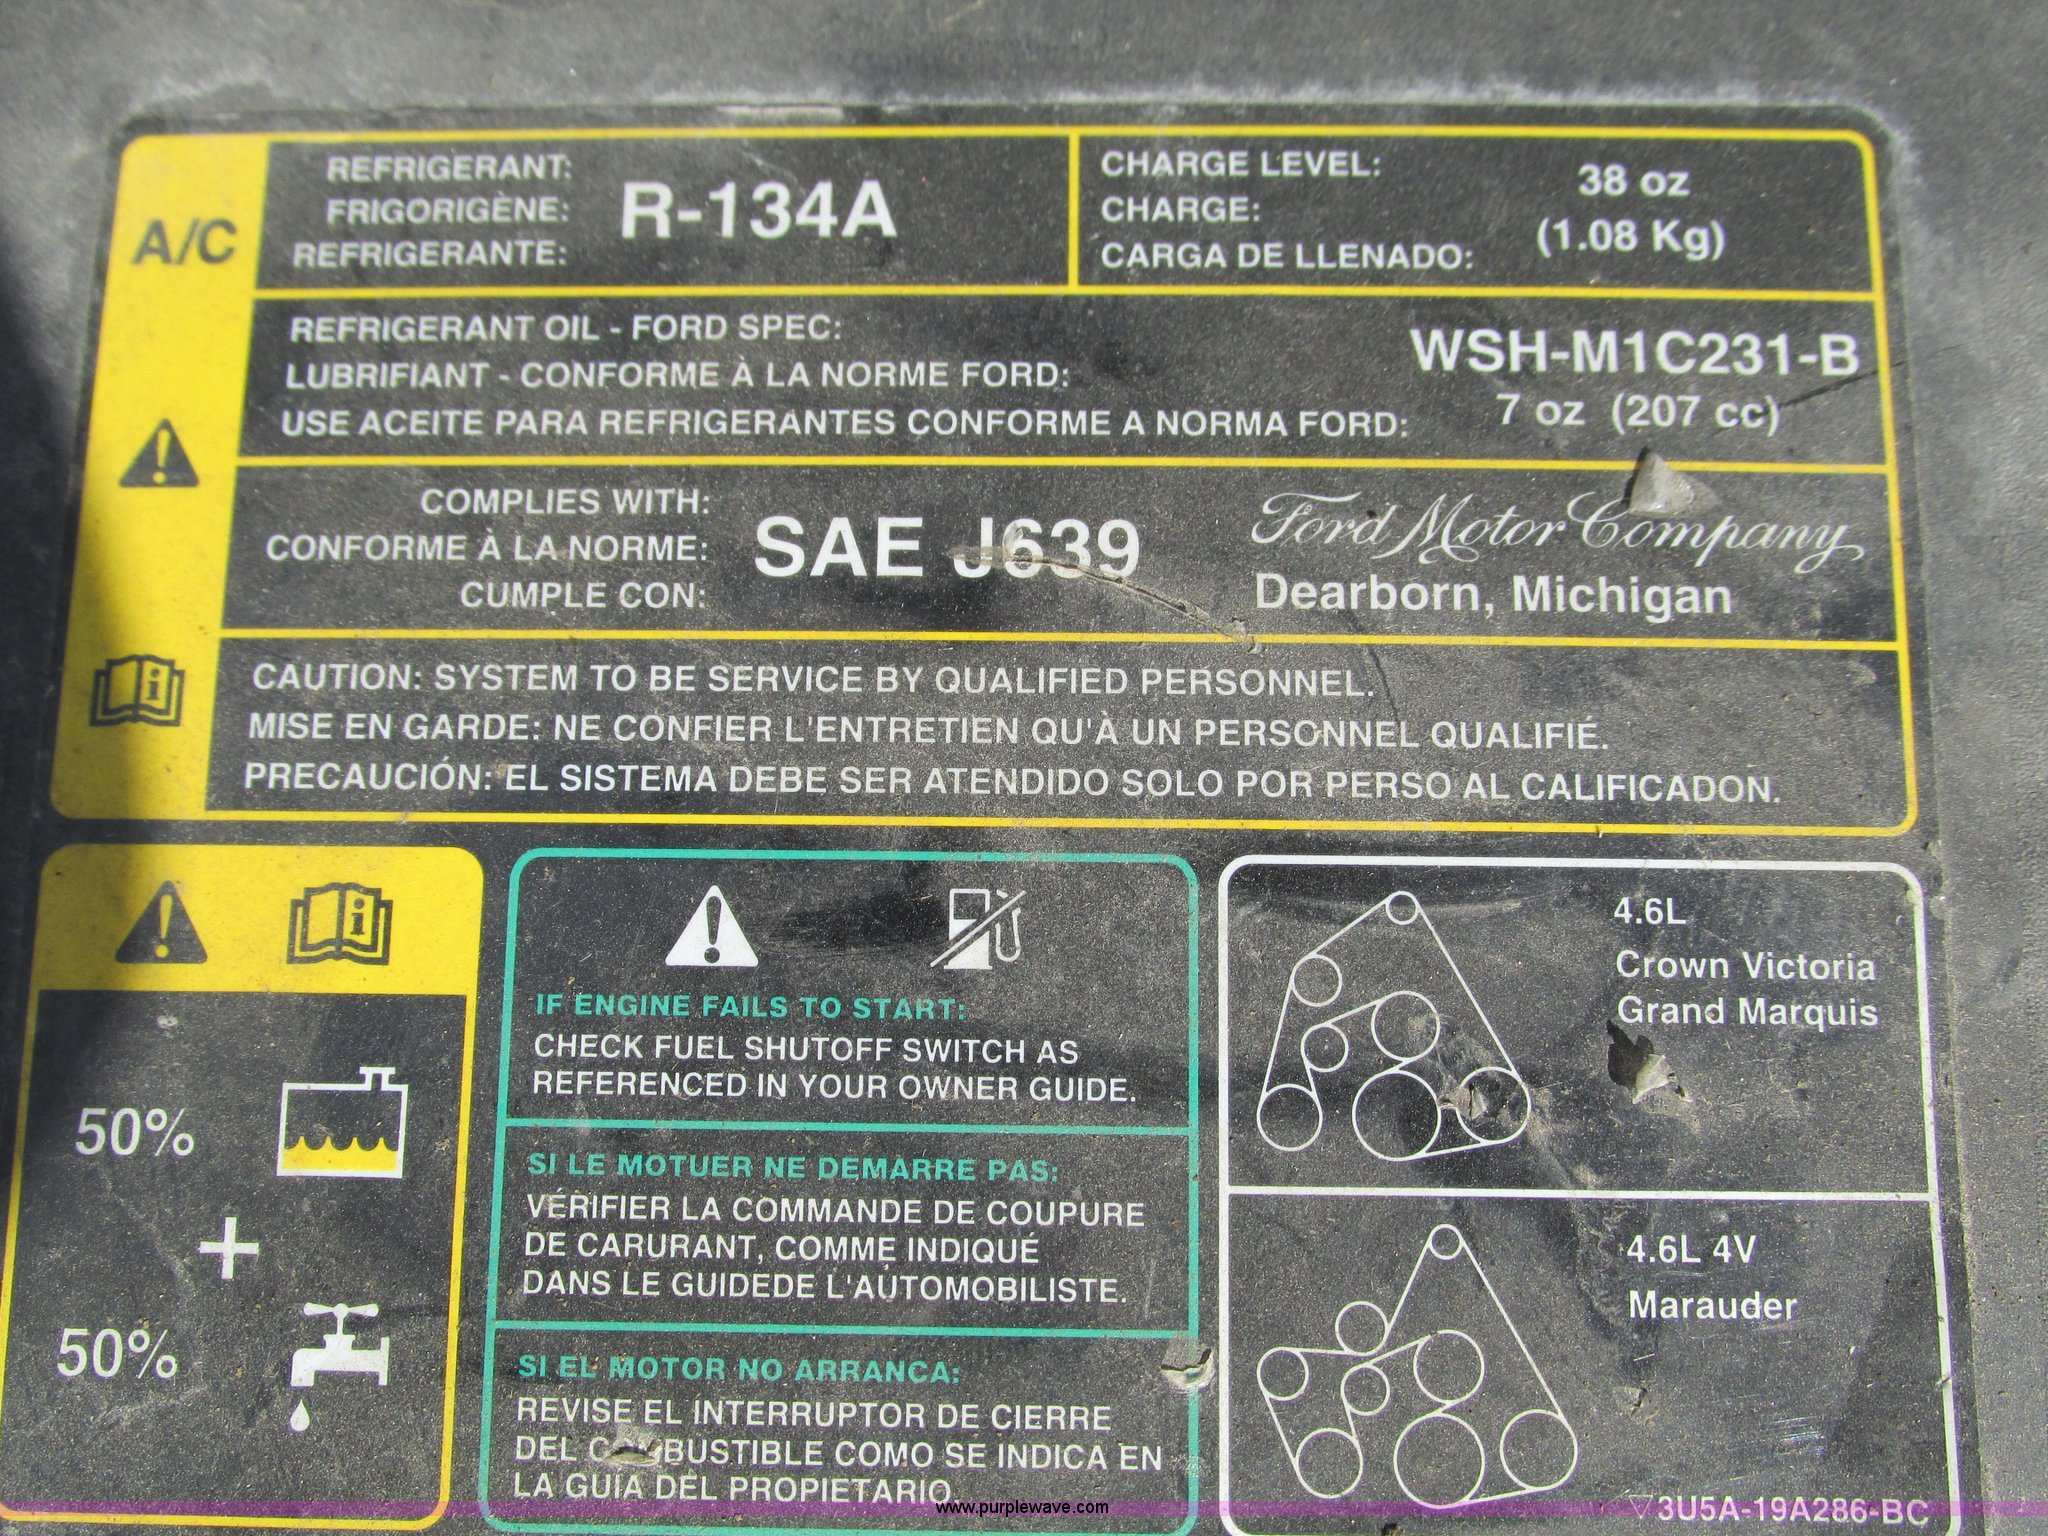 A/C
REFRIGERANT:
FRIGORIGÈNE:
REFRIGERANTE:
R-134A
CHARGE LEVEL:
CHARGE:
CARGA DE LLENADO:
38 oz
(1.08 Kg)
REFRIGERANT OIL - FORD SPEC:
LUBRIFIANT - CONFORME À LA NORME FORD:
USE ACEITE PARA REFRIGERANTES CONFORME A NORMA FORD:
WSH-M1C231-B
7 oz (207 cc)
COMPLIES WITH:
CONFORME À LA NORME:
CUMPLE CON:
SAE J639
Ford Motor Company
Dearborn, Michigan
CAUTION: SYSTEM TO BE SERVICE BY QUALIFIED PERSONNEL.
MISE EN GARDE: NE CONFIER L'ENTRETIEN QU'À UN PERSONNEL QUALIFIÉ.
PRECAUCIÓN: EL SISTEMA DEBE SER ATENDIDO SOLO POR PERSO AL CALIFICADON.
50%
+
50%
IF ENGINE FAILS TO START:
CHECK FUEL SHUTOFF SWITCH AS
REFERENCED IN YOUR OWNER GUIDE.
SI LE MOTUER NE DEMARRE PAS:
VÉRIFIER LA COMMANDE DE COUPURE
DE CARURANT, COMME INDIQUÉ
DANS LE GUIDEDE L'AUTOMOBILISTE.
SI EL MOTOR NO ARRANCA:
REVISE EL INTERRUPTOR DE CIERRE
DEL COMBUSTIBLE COMO SE INDICA EN
LA GUÍA DEL PROPIETARIO
4.6L
Crown Victoria
Grand Marquis
4.6L 4V
Marauder
3U5A-19A286-BC
www.purplewave.com